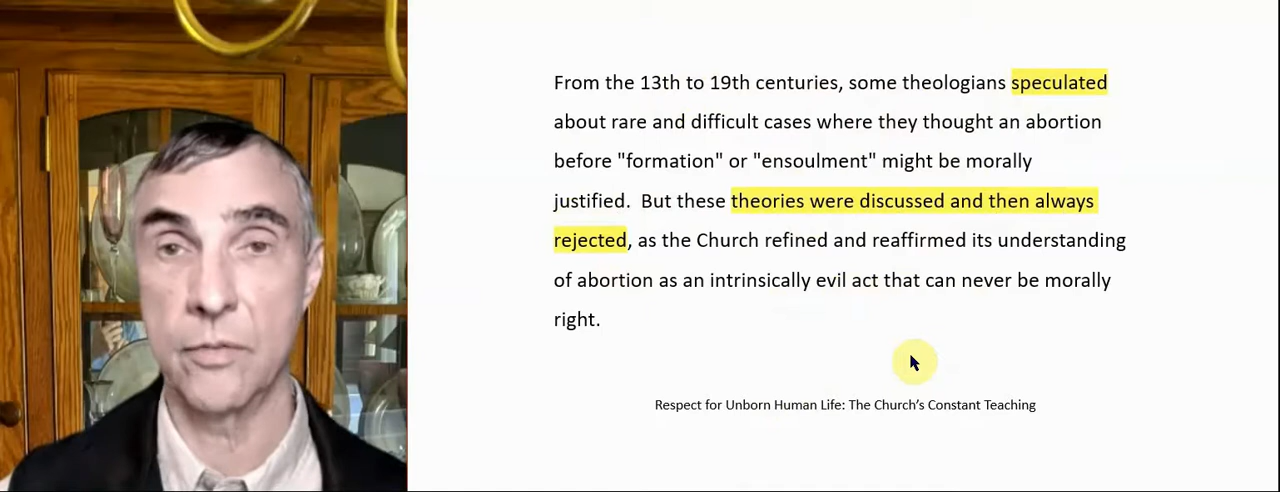 From the 13th to 19th centuries, some theologians speculated
about rare and difficult cases where they thought an abortion
before "formation" or "ensoulment" might be morally
justified.  But these theories were discussed and then always
rejected, as the Church refined and reaffirmed its understanding
of abortion as an intrinsically evil act that can never be morally
right.
Respect for Unborn Human Life: The Church’s Constant Teaching